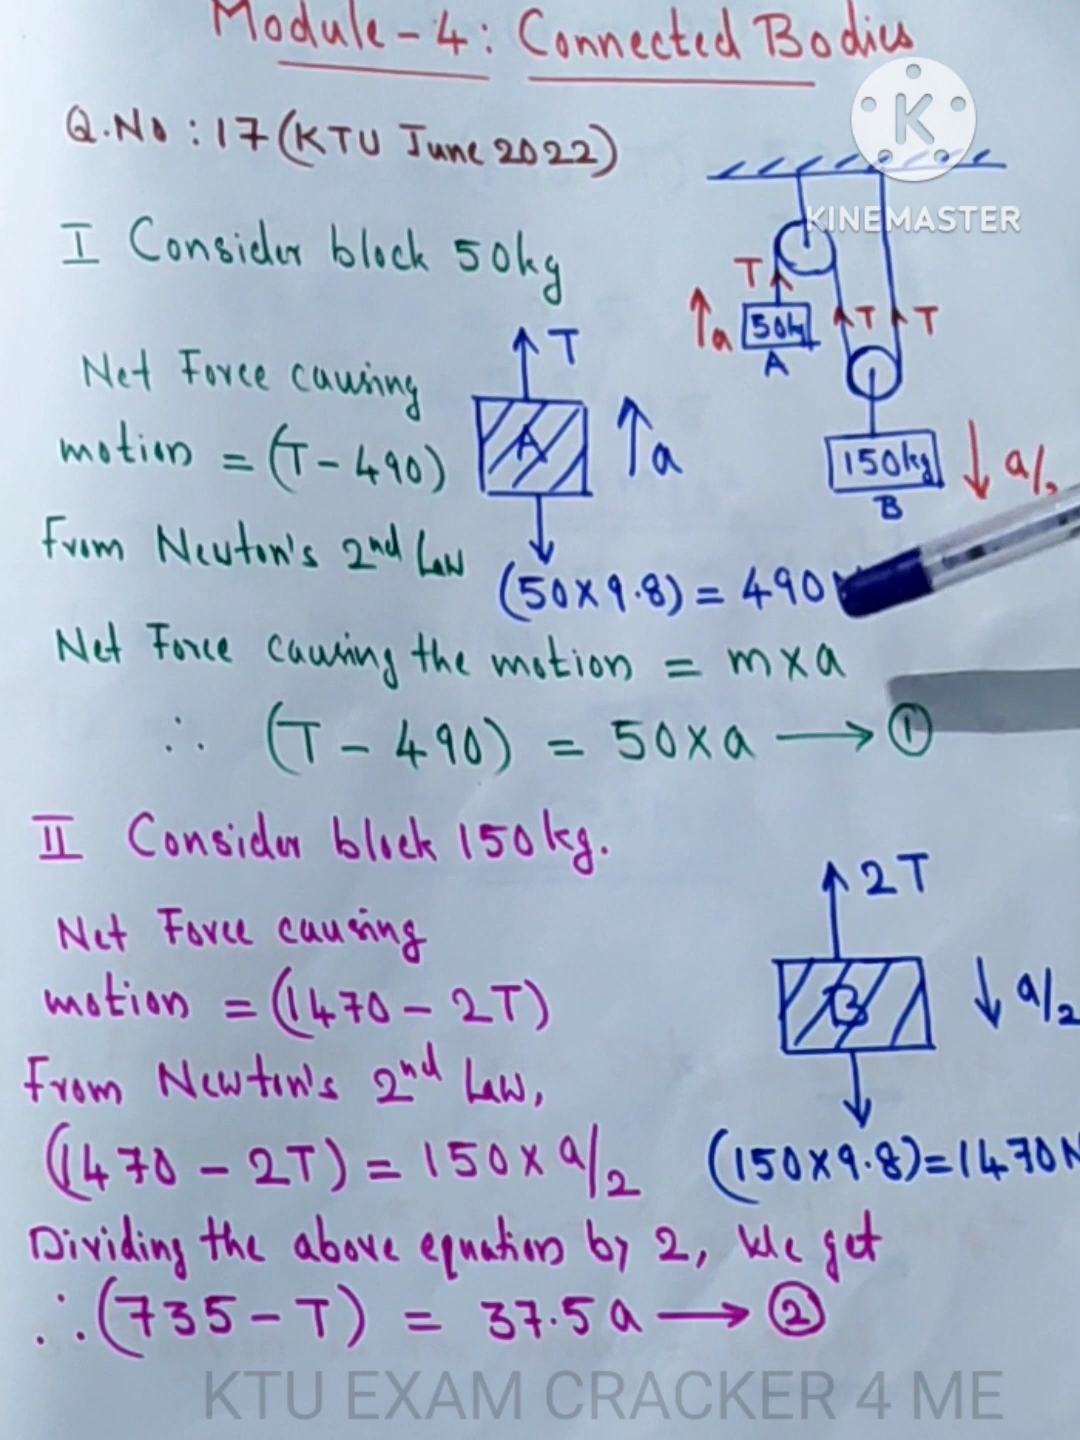 Module - 4 : Connected Bodies
Q.No : 17 (KTU June 2022)
K
KINEMASTER
I Consider block 50kg
T
a
50kg
A
T
T
150kg
B
a/2
Net Force causing
motion = (T - 490)
T
A
a
From Newton's 2nd Law
(50 x 9.8) = 490N
Net Force causing the motion = m x a
∴ (T - 490) = 50 x a → ①
II Consider block 150kg.
2T
Net Force causing
motion = (1470 - 2T)
B
a/2
From Newton's 2nd Law,
(1470 - 2T) = 150 x a/2
(150 x 9.8) = 1470N
Dividing the above equation by 2, we get
∴ (735 - T) = 37.5a → ②
KTU EXAM CRACKER 4 ME